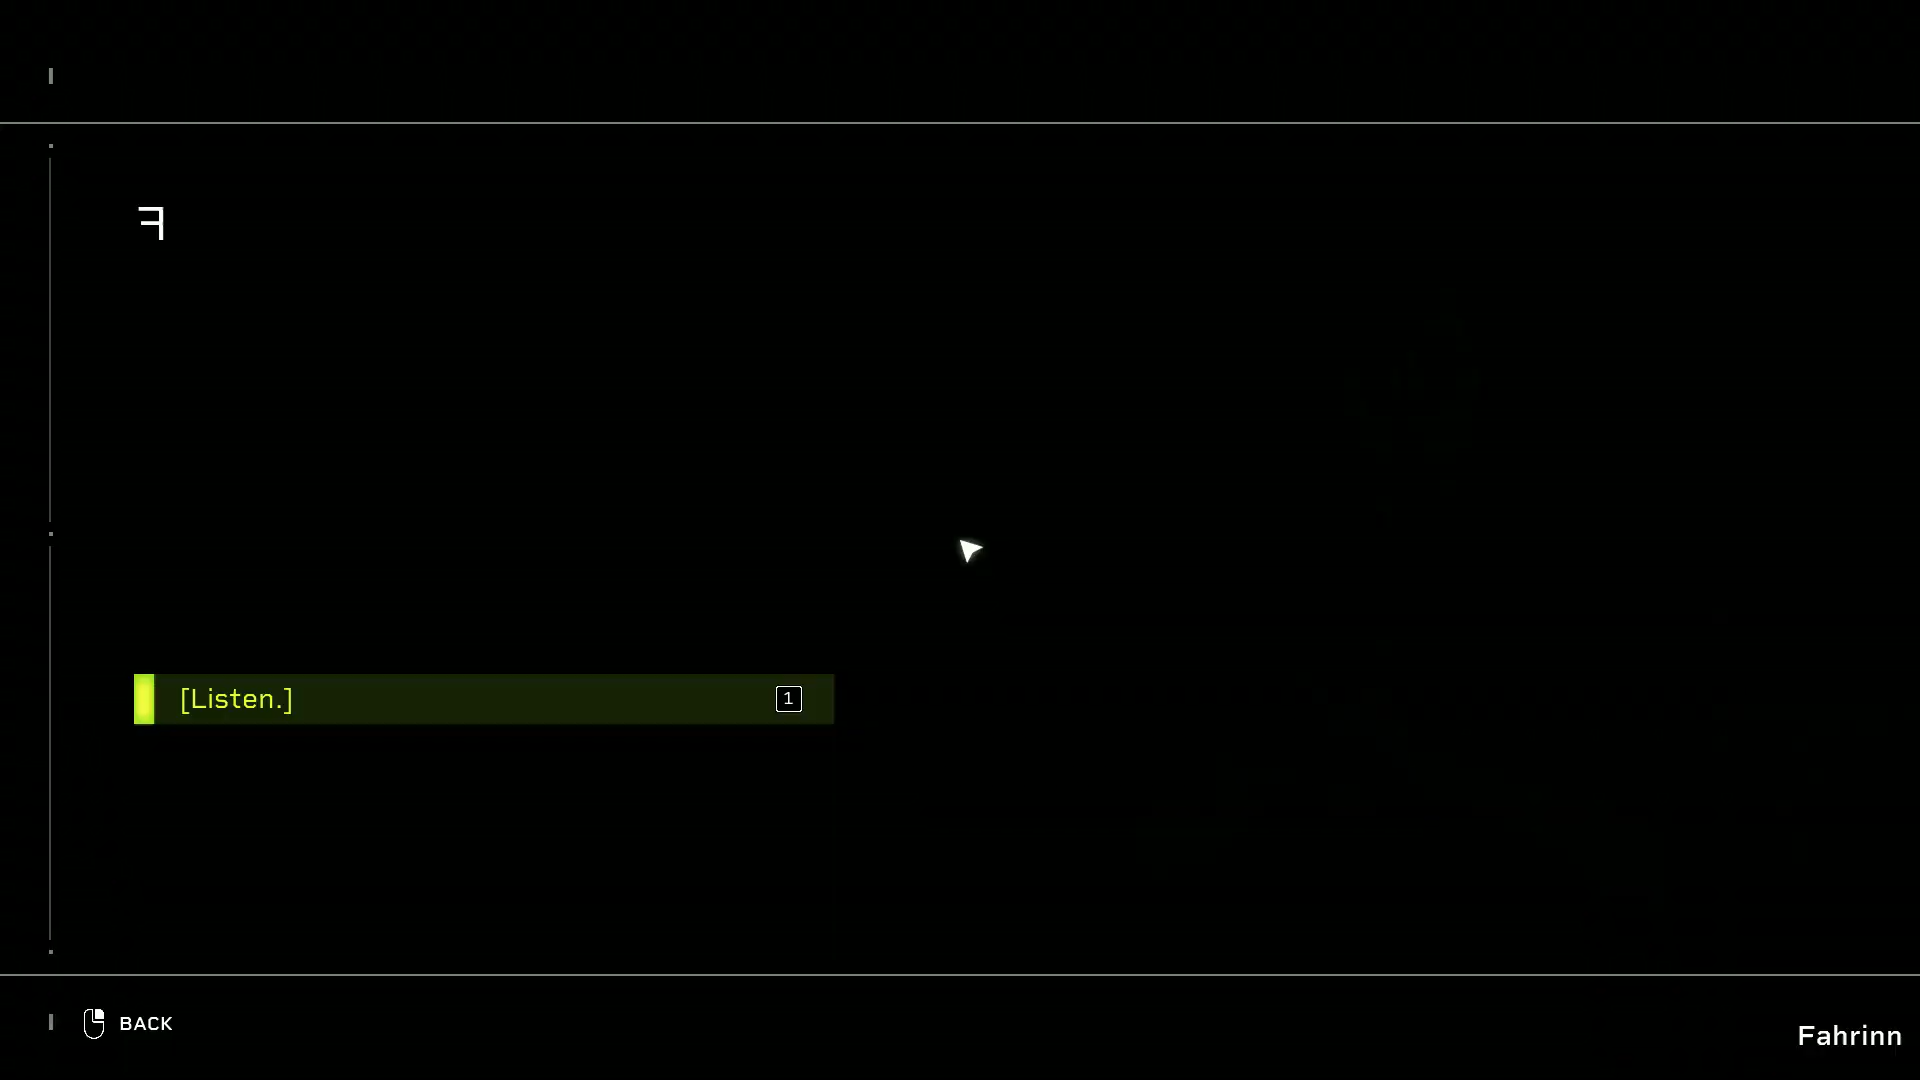 ꟻ
[Listen.] 1
BACK
Fahrinn